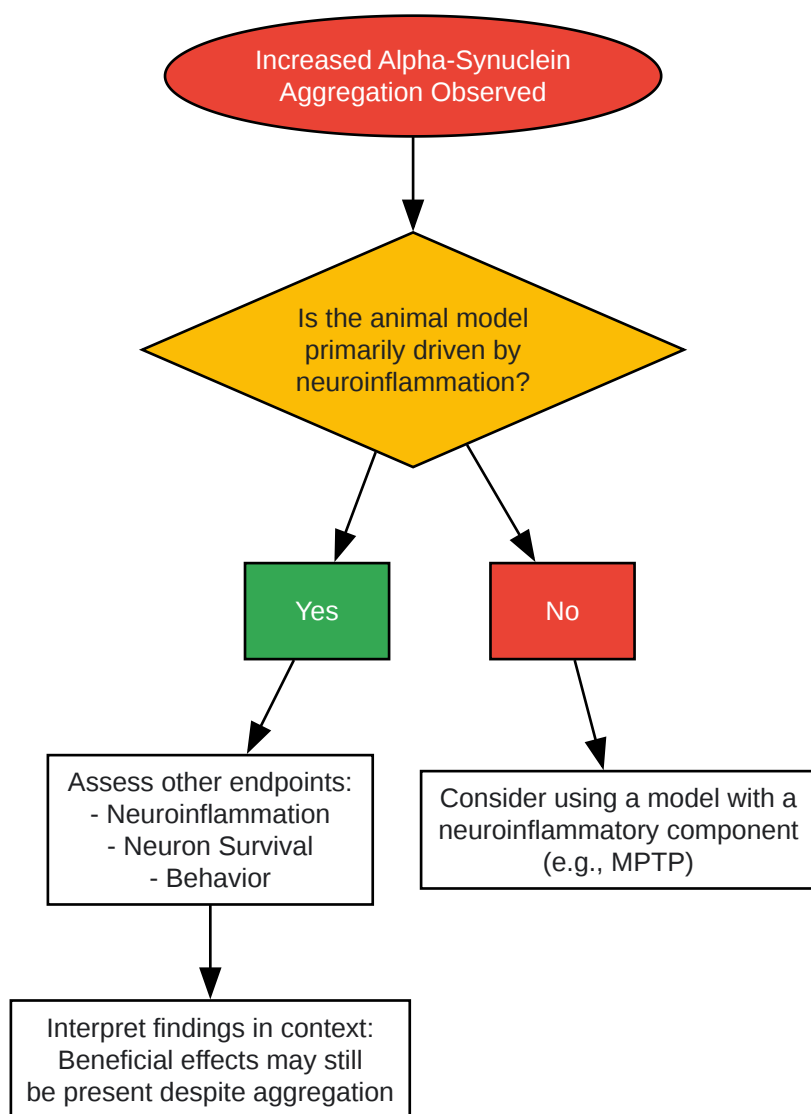 Increased Alpha-Synuclein
Aggregation Observed
Is the animal model
primarily driven by
neuroinflammation?
Yes
No
Assess other endpoints:
- Neuroinflammation
- Neuron Survival
- Behavior
Consider using a model with a
neuroinflammatory component
(e.g., MPTP)
Interpret findings in context:
Beneficial effects may still
be present despite aggregation